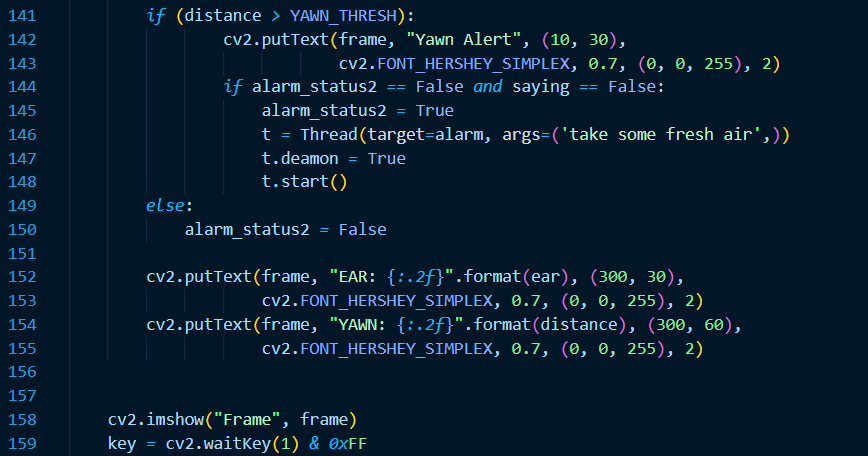 141 if (distance > YAWN_THRESH):
142 cv2.putText(frame, "Yawn Alert", (10, 30),
143 cv2.FONT_HERSHEY_SIMPLEX, 0.7, (0, 0, 255), 2)
144 if alarm_status2 == False and saying == False:
145 alarm_status2 = True
146 t = Thread(target=alarm, args=('take some fresh air',))
147 t.deamon = True
148 t.start()
149 else:
150 alarm_status2 = False
151
152 cv2.putText(frame, "EAR: {:.2f}".format(ear), (300, 30),
153 cv2.FONT_HERSHEY_SIMPLEX, 0.7, (0, 0, 255), 2)
154 cv2.putText(frame, "YAWN: {:.2f}".format(distance), (300, 60),
155 cv2.FONT_HERSHEY_SIMPLEX, 0.7, (0, 0, 255), 2)
156
157
158 cv2.imshow("Frame", frame)
159 key = cv2.waitKey(1) & 0xFF